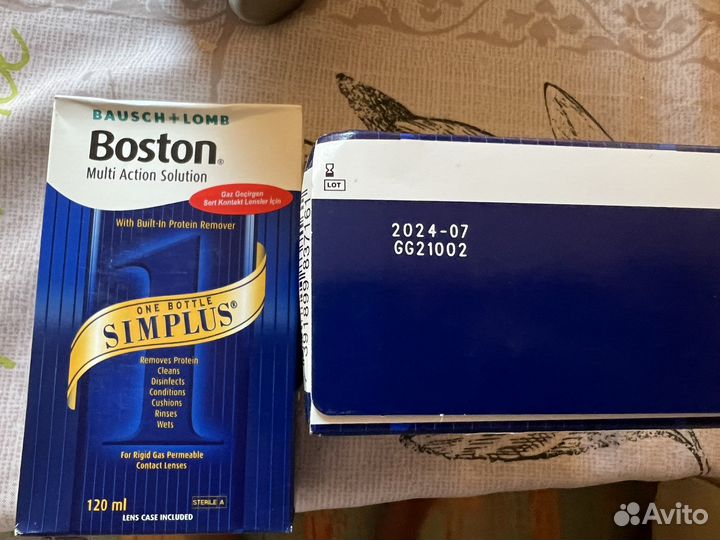 BAUSCH + LOMB
Boston®
Multi Action Solution
Gaz Geçirgen
Sert Kontakt Lensler İçin
With Built-In Protein Remover
1
ONE BOTTLE
SIMPLUS®
Removes Protein
Cleans
Disinfects
Conditions
Cushions
Rinses
Wets
For Rigid Gas Permeable
Contact Lenses
120 ml
STERILE A
LENS CASE INCLUDED
LOT
2024-07
GG21002
Avito